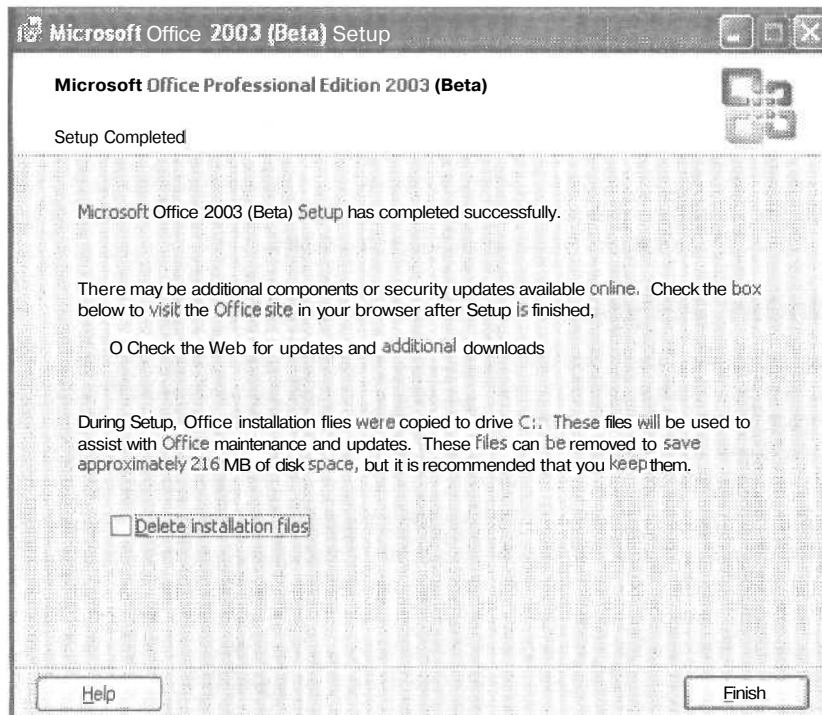 Microsoft Office 2003 (Beta) Setup
Microsoft Office Professional Edition 2003 (Beta)
Setup Completed
Microsoft Office 2003 (Beta) Setup has completed successfully.
There may be additional components or security updates available online. Check the box
below to visit the Office site in your browser after Setup is finished,
O Check the Web for updates and additional downloads
During Setup, Office installation flies were copied to drive C:. These files will be used to
assist with Office maintenance and updates. These files can be removed to save
approximately 216 MB of disk space, but it is recommended that you keep them.
Delete installation files
Help
Finish